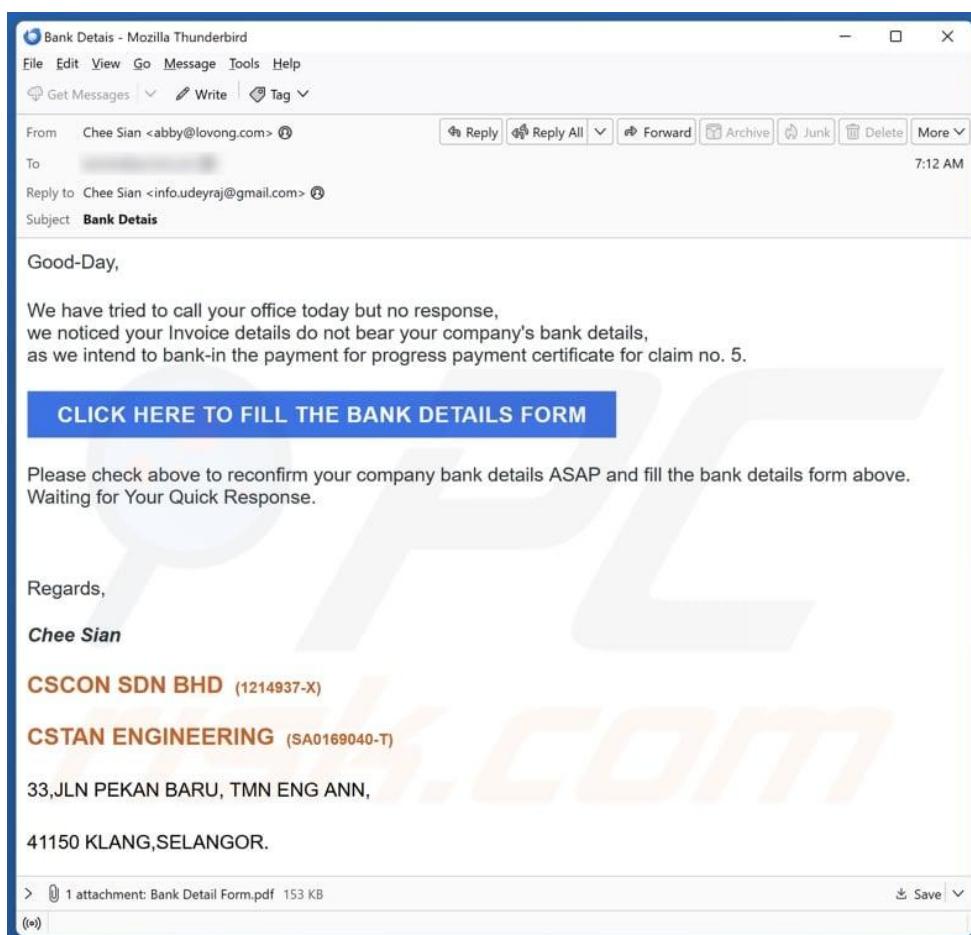 Bank Detais - Mozilla Thunderbird
File Edit View Go Message Tools Help
Get Messages Write Tag
From Chee Sian <abby@lovong.com> Reply Reply All Forward Archive Junk Delete More
To 7:12 AM
Reply to Chee Sian <info.udeyraj@gmail.com>
Subject Bank Detais
Good-Day,
We have tried to call your office today but no response,
we noticed your Invoice details do not bear your company's bank details,
as we intend to bank-in the payment for progress payment certificate for claim no. 5.
CLICK HERE TO FILL THE BANK DETAILS FORM
Please check above to reconfirm your company bank details ASAP and fill the bank details form above.
Waiting for Your Quick Response.
Regards,
Chee Sian
CSCON SDN BHD (1214937-X)
CSTAN ENGINEERING (SA0169040-T)
33,JLN PEKAN BARU, TMN ENG ANN,
41150 KLANG,SELANGOR.
1 attachment: Bank Detail Form.pdf 153 KB Save
PC
risk.com